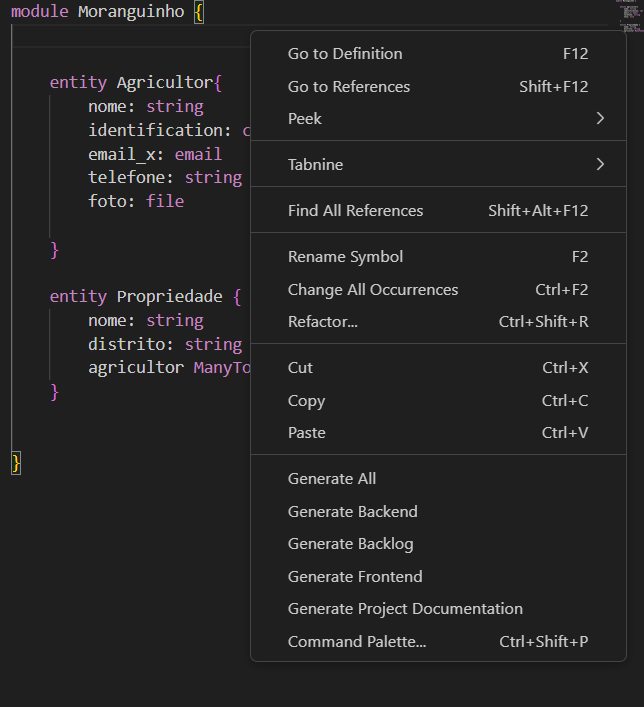 module Moranguinho {
entity Agricultor{
nome: string
identification: c
email_x: email
telefone: string
foto: file
}
entity Propriedade {
nome: string
distrito: string
agricultor ManyTo
}
}
Go to Definition F12
Go to References Shift+F12
Peek
Tabnine
Find All References Shift+Alt+F12
Rename Symbol F2
Change All Occurrences Ctrl+F2
Refactor... Ctrl+Shift+R
Cut Ctrl+X
Copy Ctrl+C
Paste Ctrl+V
Generate All
Generate Backend
Generate Backlog
Generate Frontend
Generate Project Documentation
Command Palette... Ctrl+Shift+P